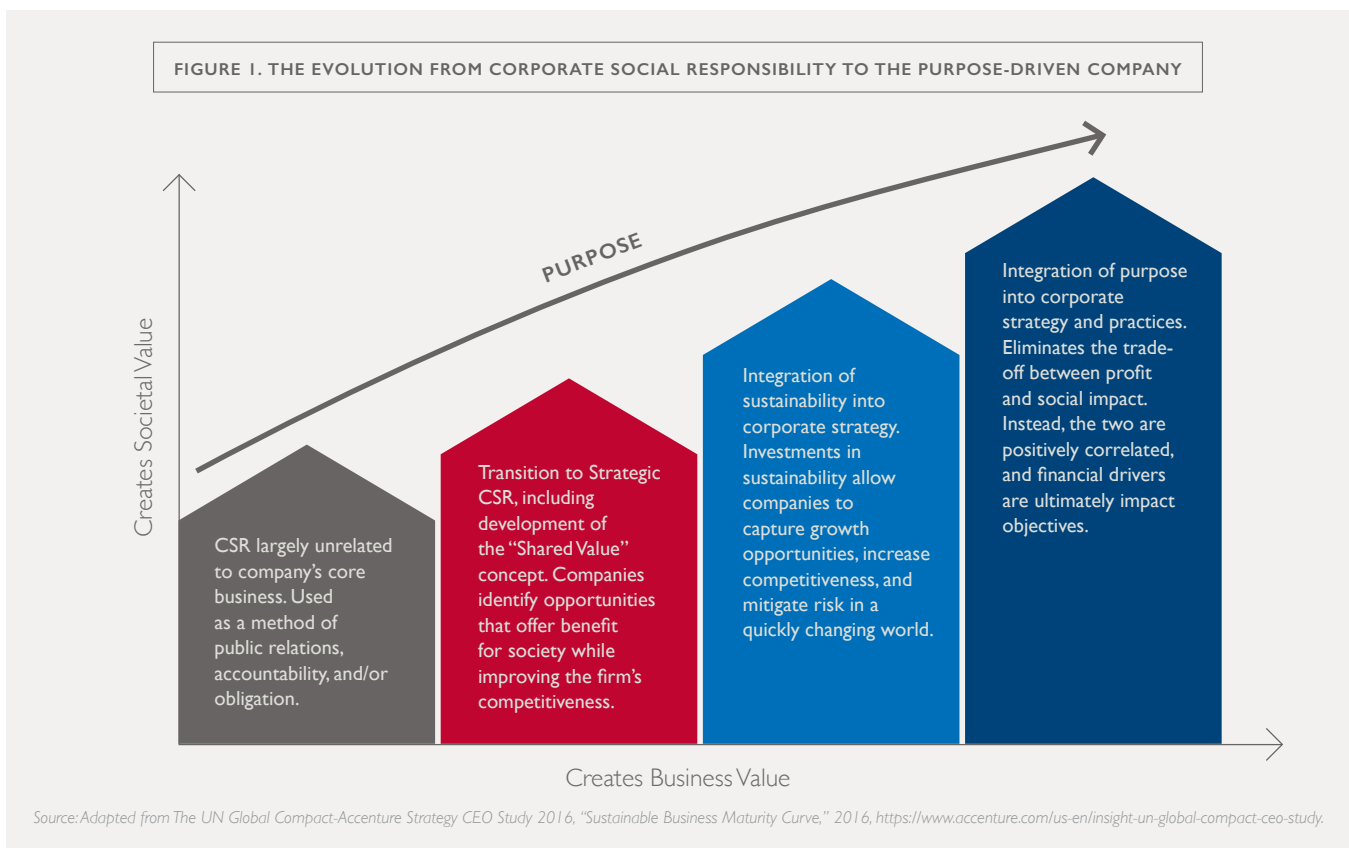 FIGURE 1. THE EVOLUTION FROM CORPORATE SOCIAL RESPONSIBILITY TO THE PURPOSE-DRIVEN COMPANY
PURPOSE
Creates Societal Value
CSR largely unrelated
to company's core
business. Used
as a method of
public relations,
accountability, and/or
obligation.
Transition to Strategic
CSR, including
development of
the “Shared Value”
concept. Companies
identify opportunities
that offer benefit
for society while
improving the firm's
competitiveness.
Integration of
sustainability into
corporate strategy.
Investments in
sustainability allow
companies to
capture growth
opportunities, increase
competitiveness, and
mitigate risk in a
quickly changing world.
Integration of purpose
into corporate
strategy and practices.
Eliminates the trade-
off between profit
and social impact.
Instead, the two are
positively correlated,
and financial drivers
are ultimately impact
objectives.
Creates Business Value
Source: Adapted from The UN Global Compact-Accenture Strategy CEO Study 2016, “Sustainable Business Maturity Curve,” 2016, https://www.accenture.com/us-en/insight-un-global-compact-ceo-study.